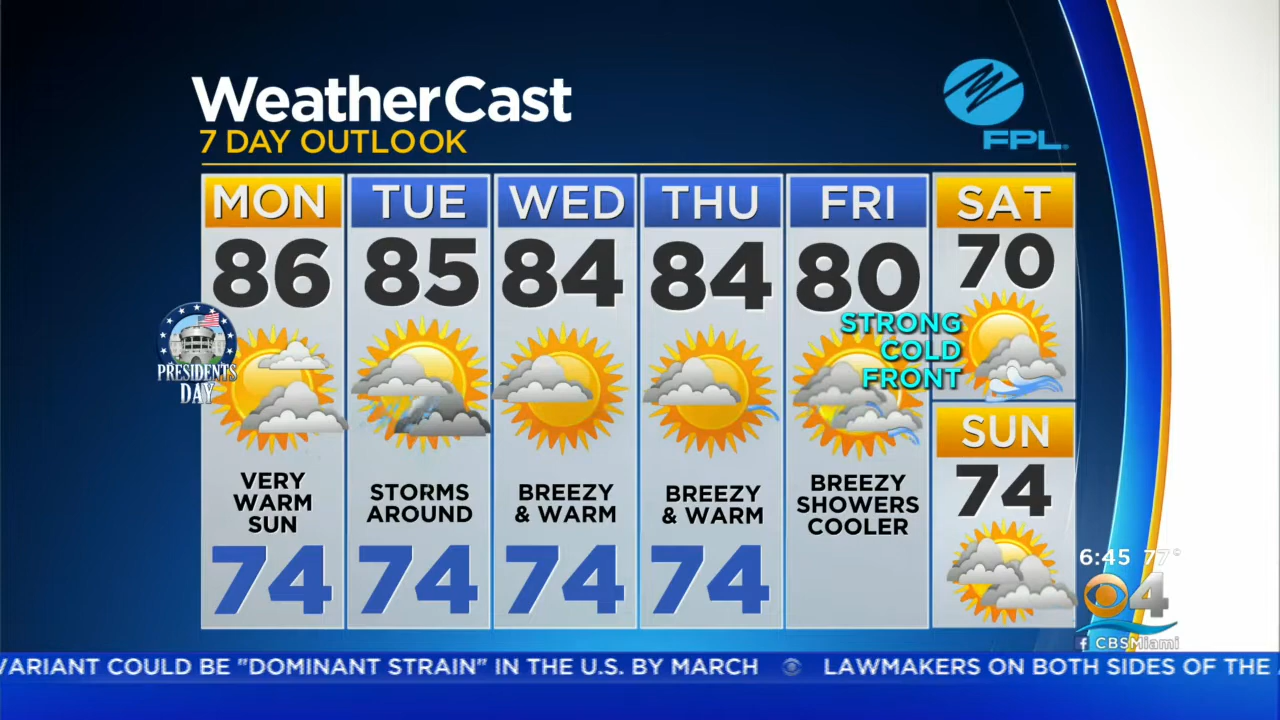 WeatherCast
7 DAY OUTLOOK
FPL
MON
86
PRESIDENTS
DAY
VERY
WARM
SUN
74
TUE
85
STORMS
AROUND
74
WED
84
BREEZY
& WARM
74
THU
84
BREEZY
& WARM
74
FRI
80
STRONG
COLD
FRONT
BREEZY
SHOWERS
COOLER
SAT
70
SUN
74
6:45 77°
4
f CBSMiami
VARIANT COULD BE "DOMINANT STRAIN" IN THE U.S. BY MARCH LAWMAKERS ON BOTH SIDES OF THE